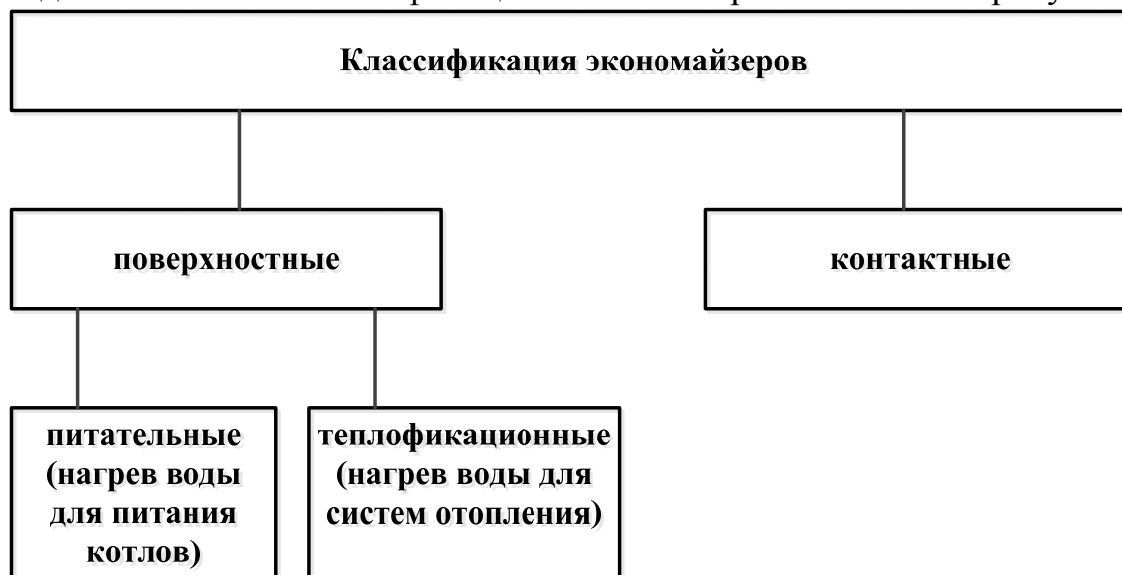 Классификация экономайзеров
поверхностные
контактные
питательные
(нагрев воды
для питания
котлов)
теплофикационные
(нагрев воды для
систем отопления)